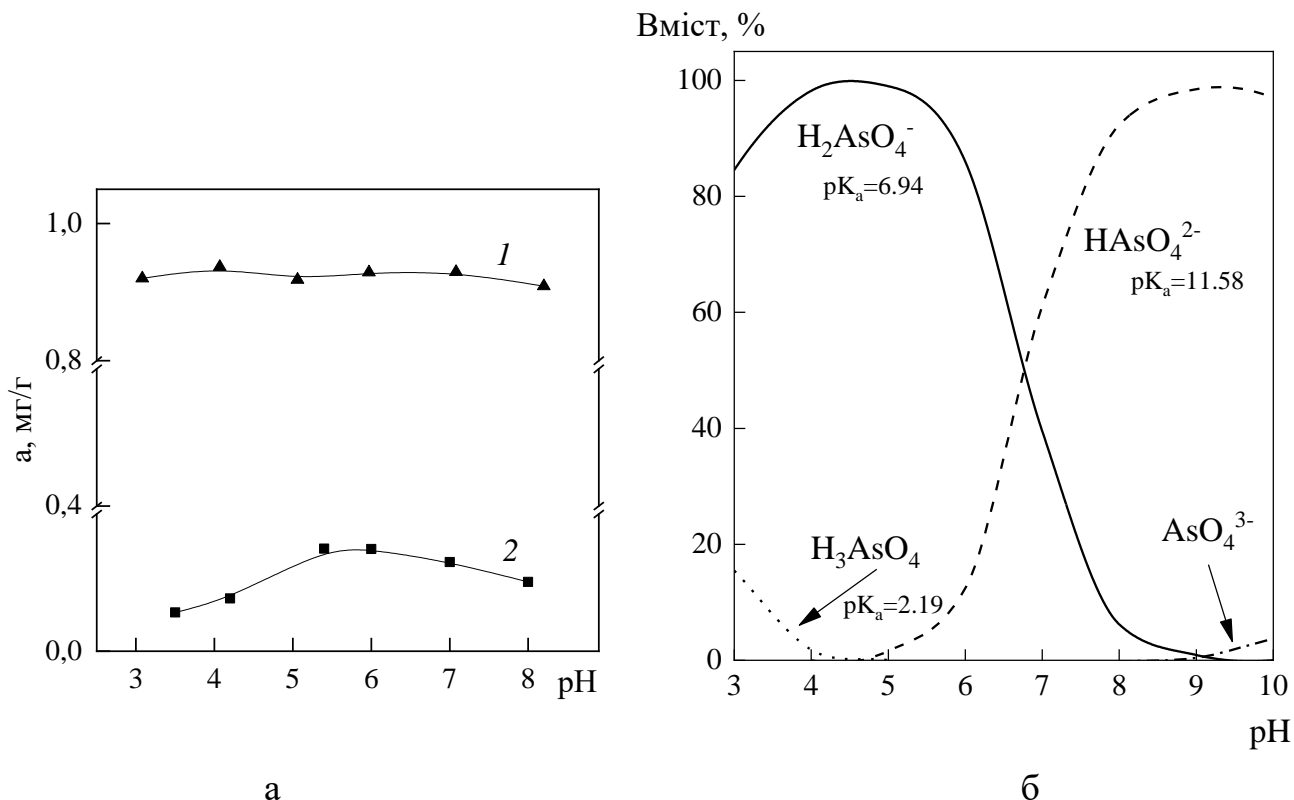 1,0
0,8
0,4
0,0
a, мг/г
1
2
3 4 5 6 7 8 pH
а
Вміст, %
100
80
60
40
20
0
H₂AsO₄⁻
pKₐ=6.94
HAsO₄²⁻
pKₐ=11.58
H₃AsO₄
pKₐ=2.19
AsO₄³⁻
3 4 5 6 7 8 9 10
pH
б